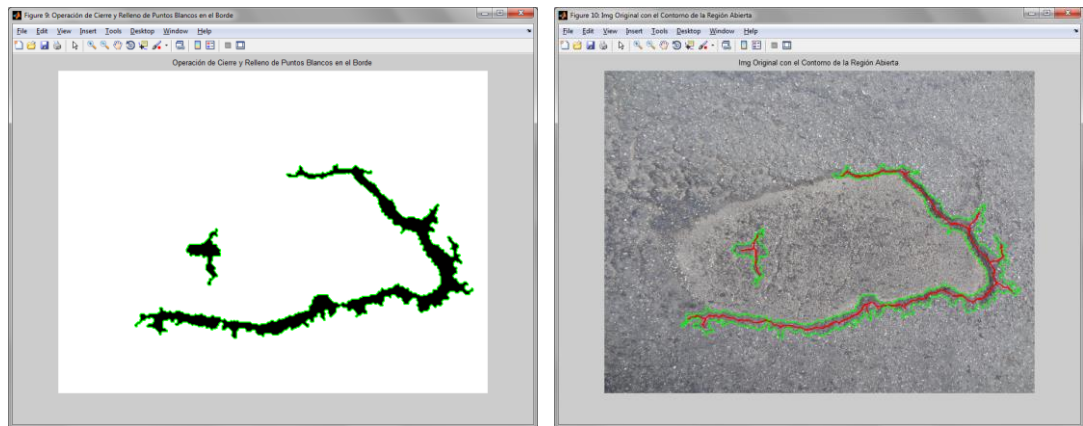 Figure 9: Operación de Cierre y Relleno de Puntos Blancos en el Borde
File Edit View Insert Tools Desktop Window Help
Operación de Cierre y Relleno de Puntos Blancos en el Borde
Figure 10: Img Original con el Contorno de la Región Abierta
File Edit View Insert Tools Desktop Window Help
Img Original con el Contorno de la Región Abierta